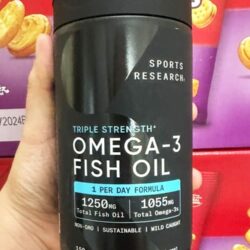 SPORTS
RESEARCH
TRIPLE STRENGTH*
OMEGA-3
FISH OIL
1 PER DAY FORMULA
1250MG 1055MG
Total Fish Oil Total Omega-3s
NON-GMO | SUSTAINABLE | WILD CAUGHT